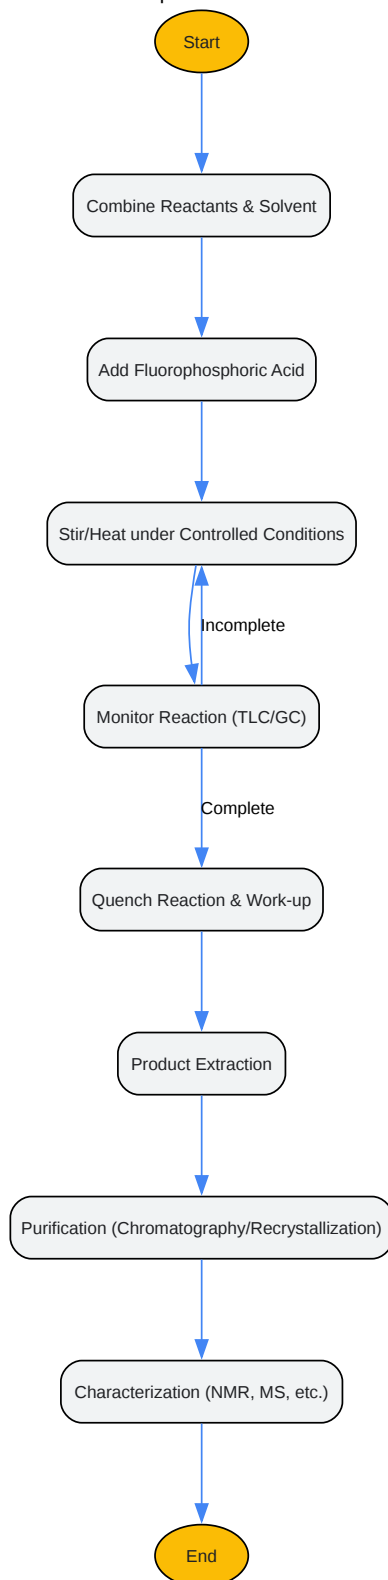 Start
Combine Reactants & Solvent
Add Fluorophosphoric Acid
Stir/Heat under Controlled Conditions
Incomplete
Monitor Reaction (TLC/GC)
Complete
Quench Reaction & Work-up
Product Extraction
Purification (Chromatography/Recrystallization)
Characterization (NMR, MS, etc.)
End